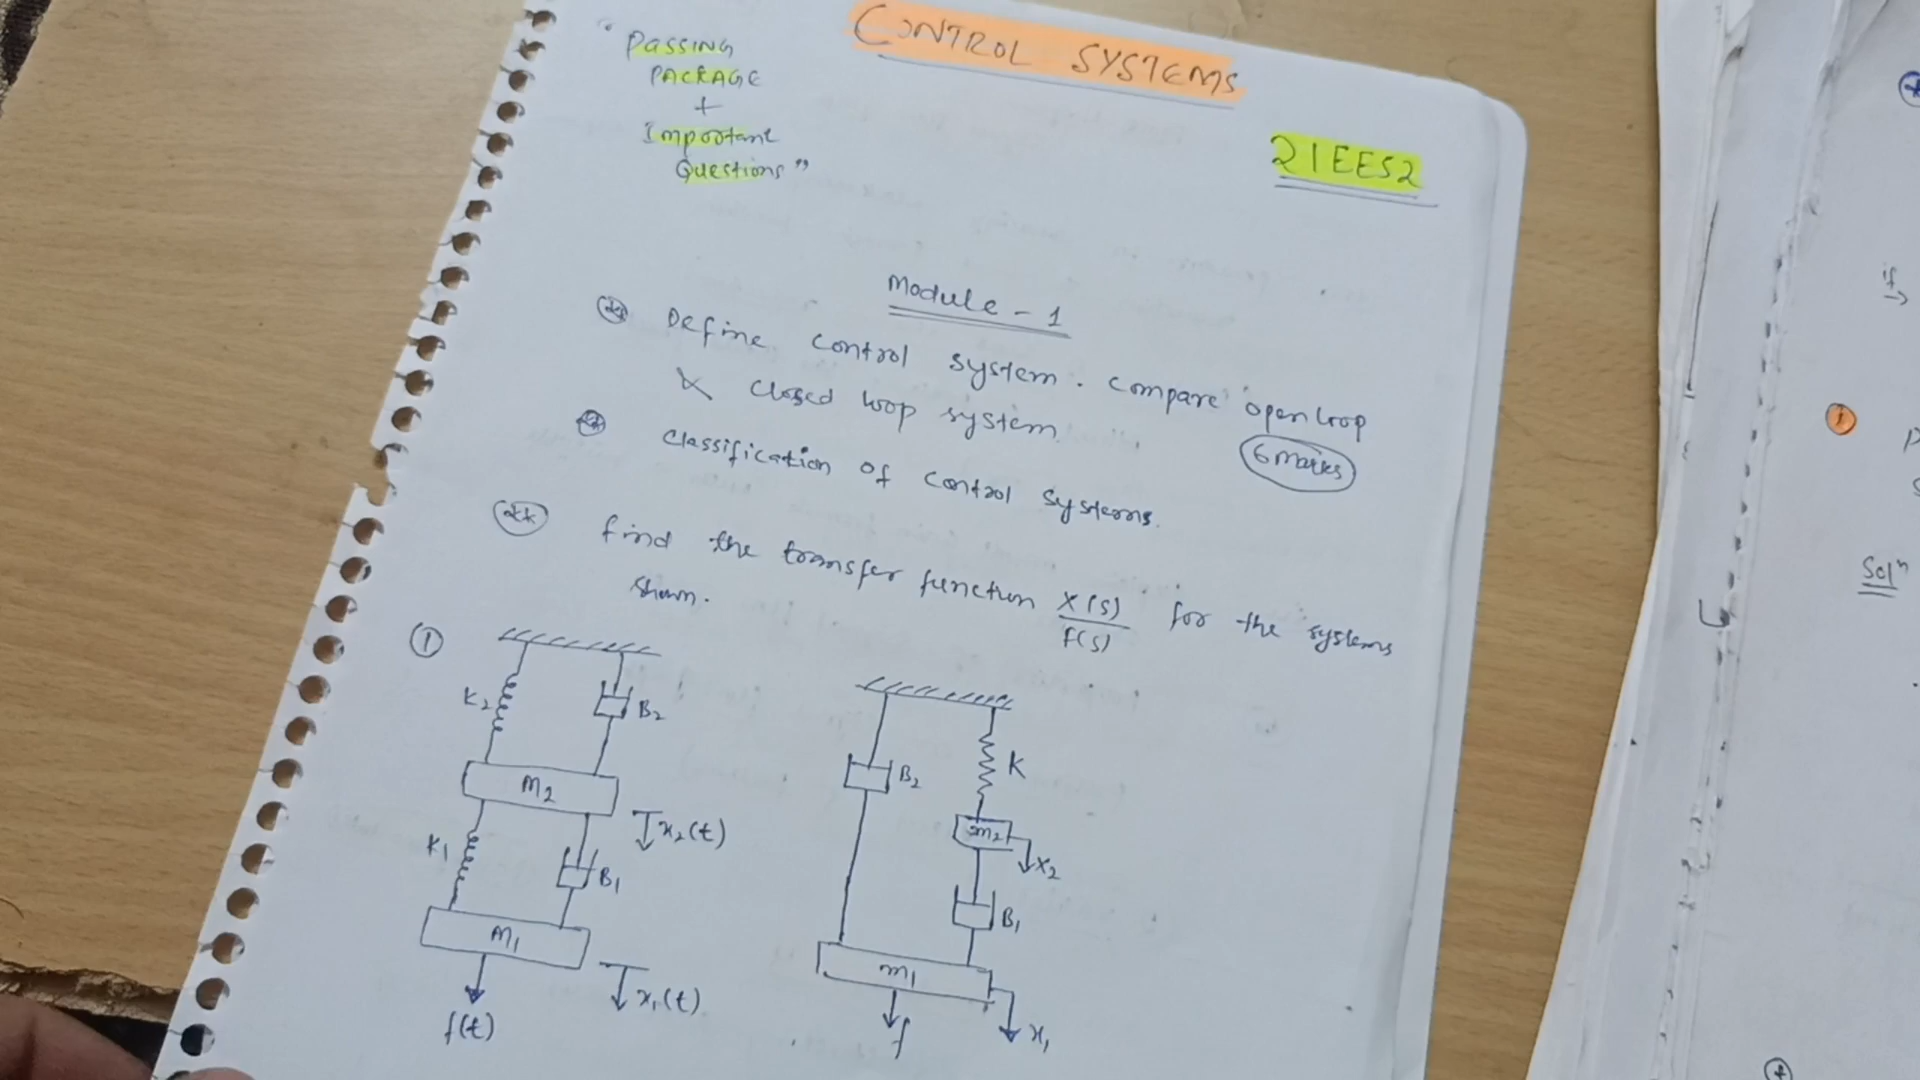 CONTROL SYSTEMS
"PASSING
PACKAGE
+
Important
Questions"
21EE52
Module - 1
Define control system. compare open loop
& closed loop system.
6 marks
Classification of control systems.
find the transfer function X(s)/F(s) for the systems
shown.
1
K2
B2
M2
x2(t)
K1
B1
M1
x1(t)
f(t)
B2
K
m2
x2
B1
m1
f
x1
if
1
Solⁿ